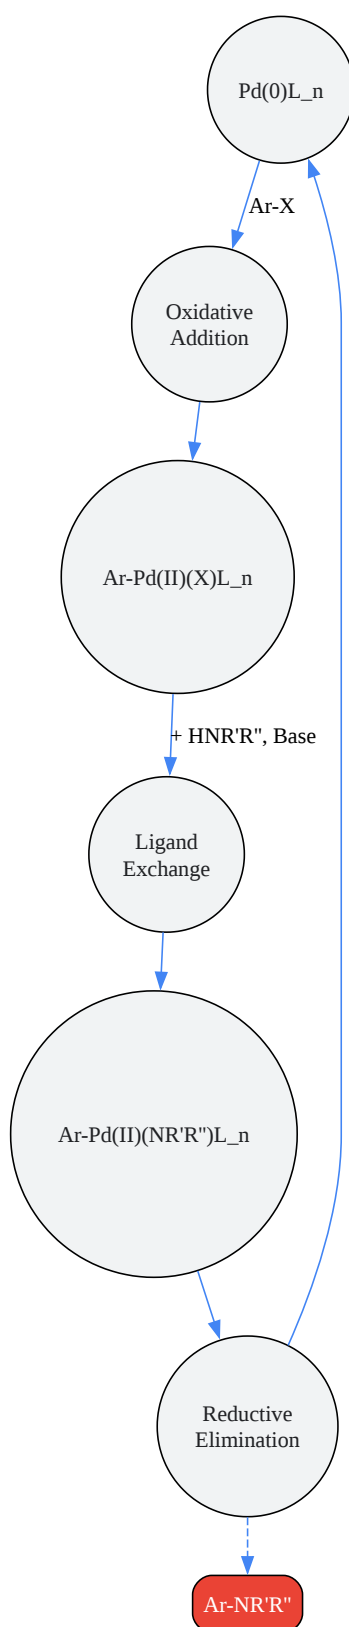 Pd(0)L_n
Ar-X
Oxidative
Addition
Ar-Pd(II)(X)L_n
+ HNR'R'', Base
Ligand
Exchange
Ar-Pd(II)(NR'R'')L_n
Reductive
Elimination
Ar-NR'R''